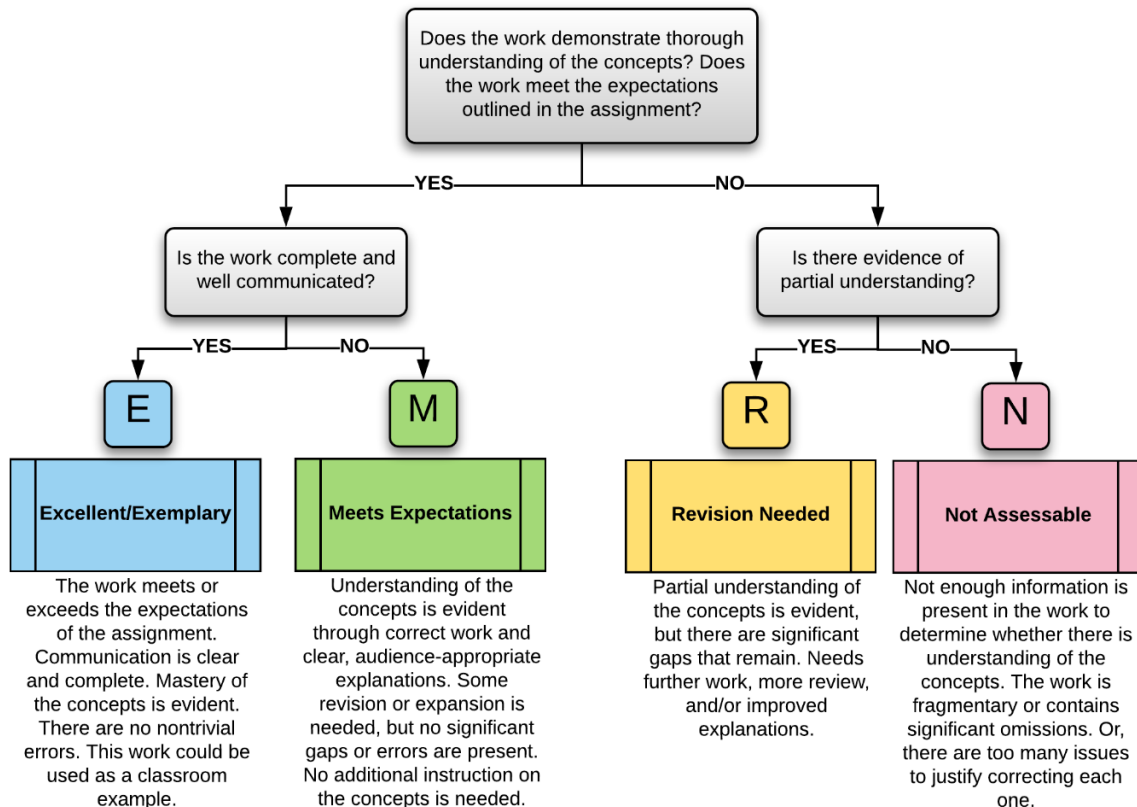 Does the work demonstrate thorough
understanding of the concepts? Does
the work meet the expectations
outlined in the assignment?
YES
NO
Is the work complete and
well communicated?
Is there evidence of
partial understanding?
YES
NO
YES
NO
E
M
R
N
Excellent/Exemplary
Meets Expectations
Revision Needed
Not Assessable
The work meets or
exceeds the expectations
of the assignment.
Communication is clear
and complete. Mastery of
the concepts is evident.
There are no nontrivial
errors. This work could be
used as a classroom
example.
Understanding of the
concepts is evident
through correct work and
clear, audience-appropriate
explanations. Some
revision or expansion is
needed, but no significant
gaps or errors are present.
No additional instruction on
the concepts is needed.
Partial understanding of
the concepts is evident,
but there are significant
gaps that remain. Needs
further work, more review,
and/or improved
explanations.
Not enough information is
present in the work to
determine whether there is
understanding of the
concepts. The work is
fragmentary or contains
significant omissions. Or,
there are too many issues
to justify correcting each
one.